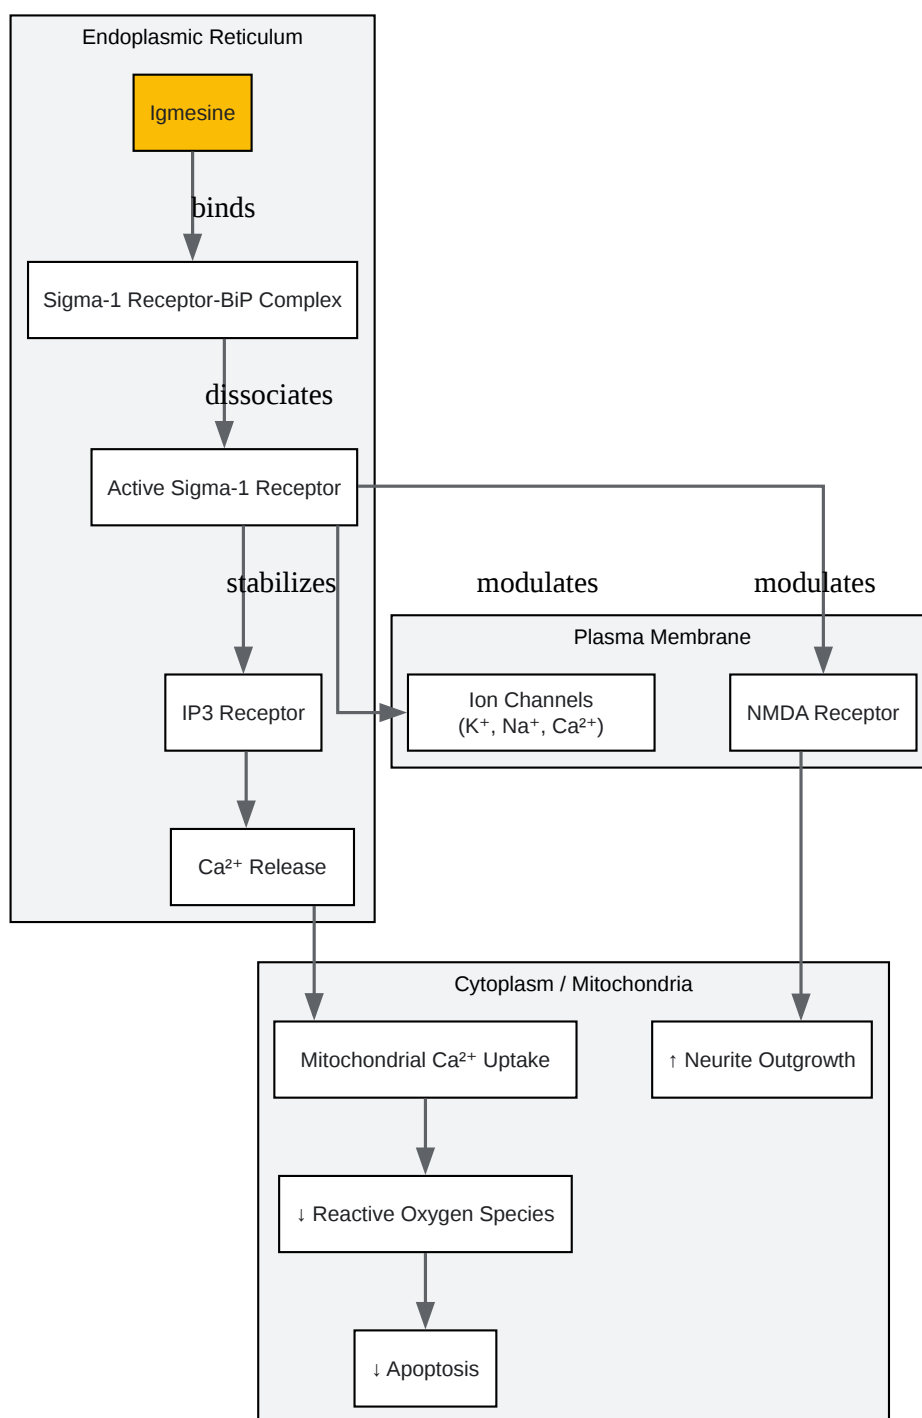 Endoplasmic Reticulum
Igmesine
binds
Sigma-1 Receptor-BiP Complex
dissociates
Active Sigma-1 Receptor
stabilizes
modulates
modulates
Plasma Membrane
IP3 Receptor
Ion Channels
(K⁺, Na⁺, Ca²⁺)
NMDA Receptor
Ca²⁺ Release
Cytoplasm / Mitochondria
Mitochondrial Ca²⁺ Uptake
↑ Neurite Outgrowth
↓ Reactive Oxygen Species
↓ Apoptosis